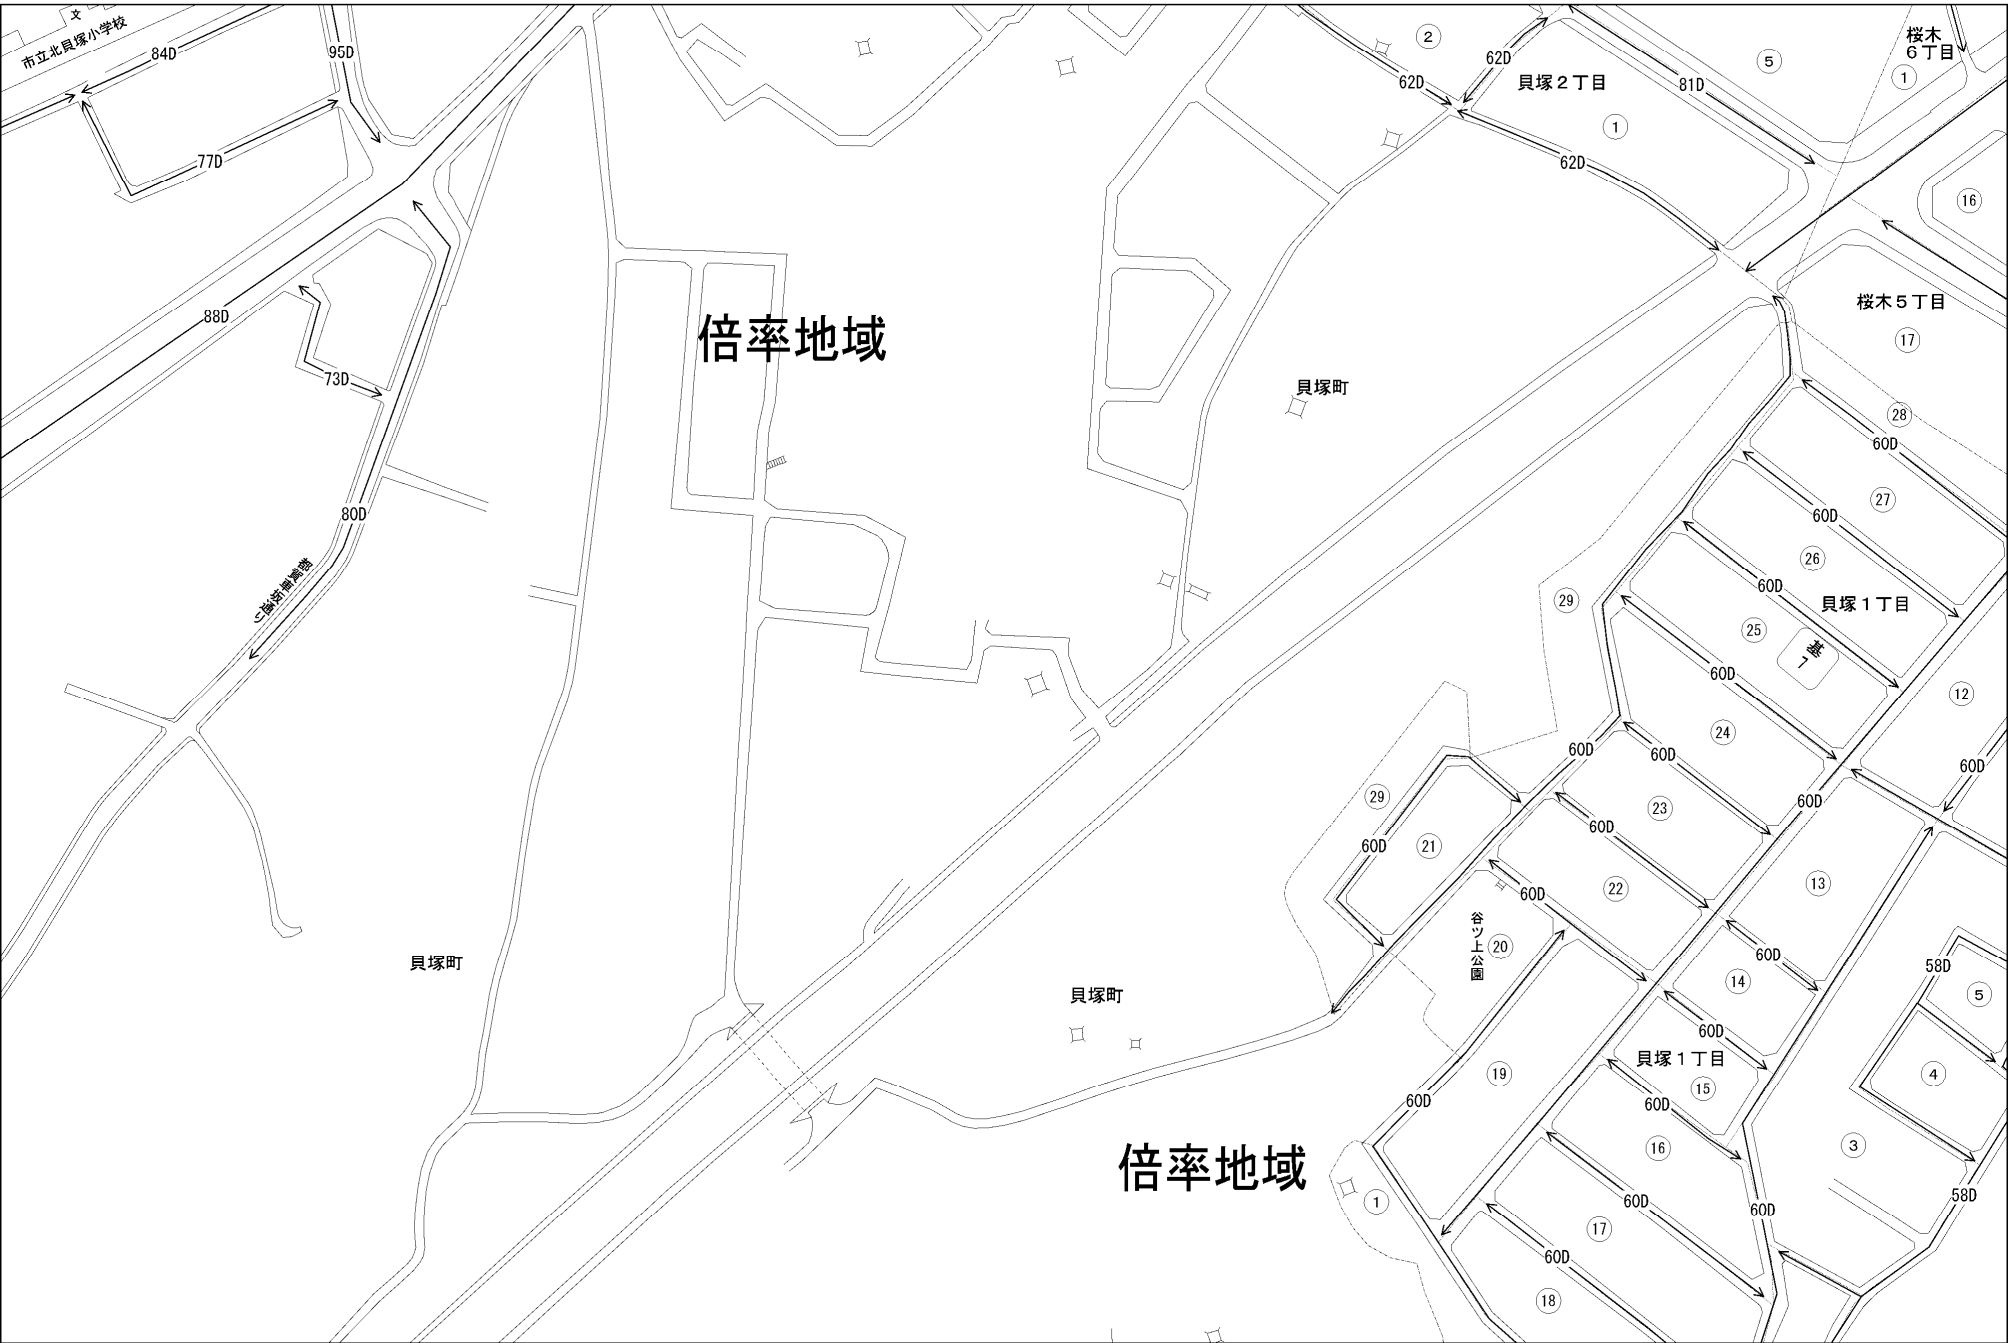 文
市立北貝塚小学校
84D
95D
77D
88D
73D
80D
都賀車坂通り
倍率地域
貝塚町
②
62D
62D
貝塚２丁目
①
62D
⑤
81D
桜木
６丁目
①
⑯
桜木５丁目
⑰
㉘
60D
㉗
60D
㉖
60D
貝塚１丁目
㉙
㉕
基
7
60D
⑫
㉔
60D
60D
60D
60D
㉙
㉓
60D
60D
㉑
⑬
㉒
60D
谷ツ上公園
⑳
60D
⑭
58D
⑤
貝塚町
貝塚町
60D
貝塚１丁目
⑲
⑮
④
60D
60D
③
倍率地域
⑯
①
60D
60D
58D
⑰
60D
⑱